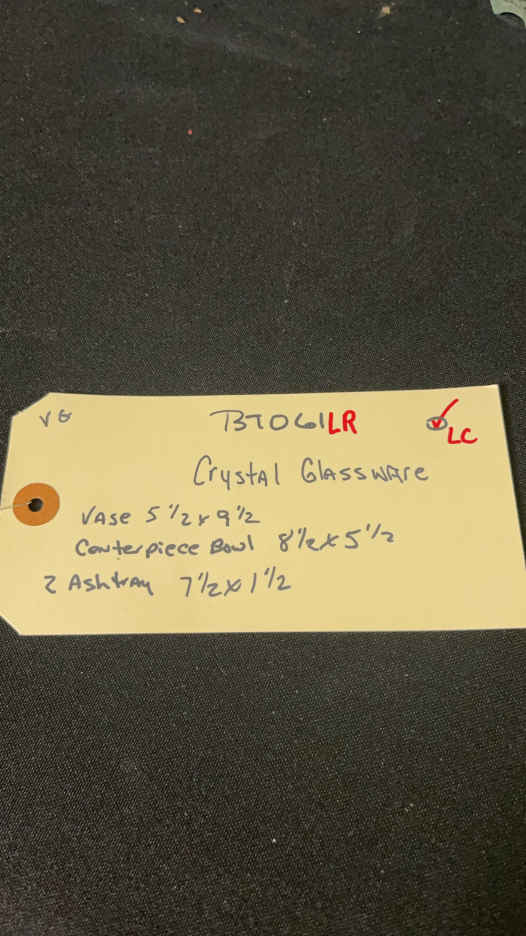 VG BTO61LR ✓ LC
Crystal Glassware
Vase 5 1/2 x 9 1/2
Centerpiece Bowl 8 1/2 x 5 1/2
2 Ashtray 7 1/2 x 1 1/2